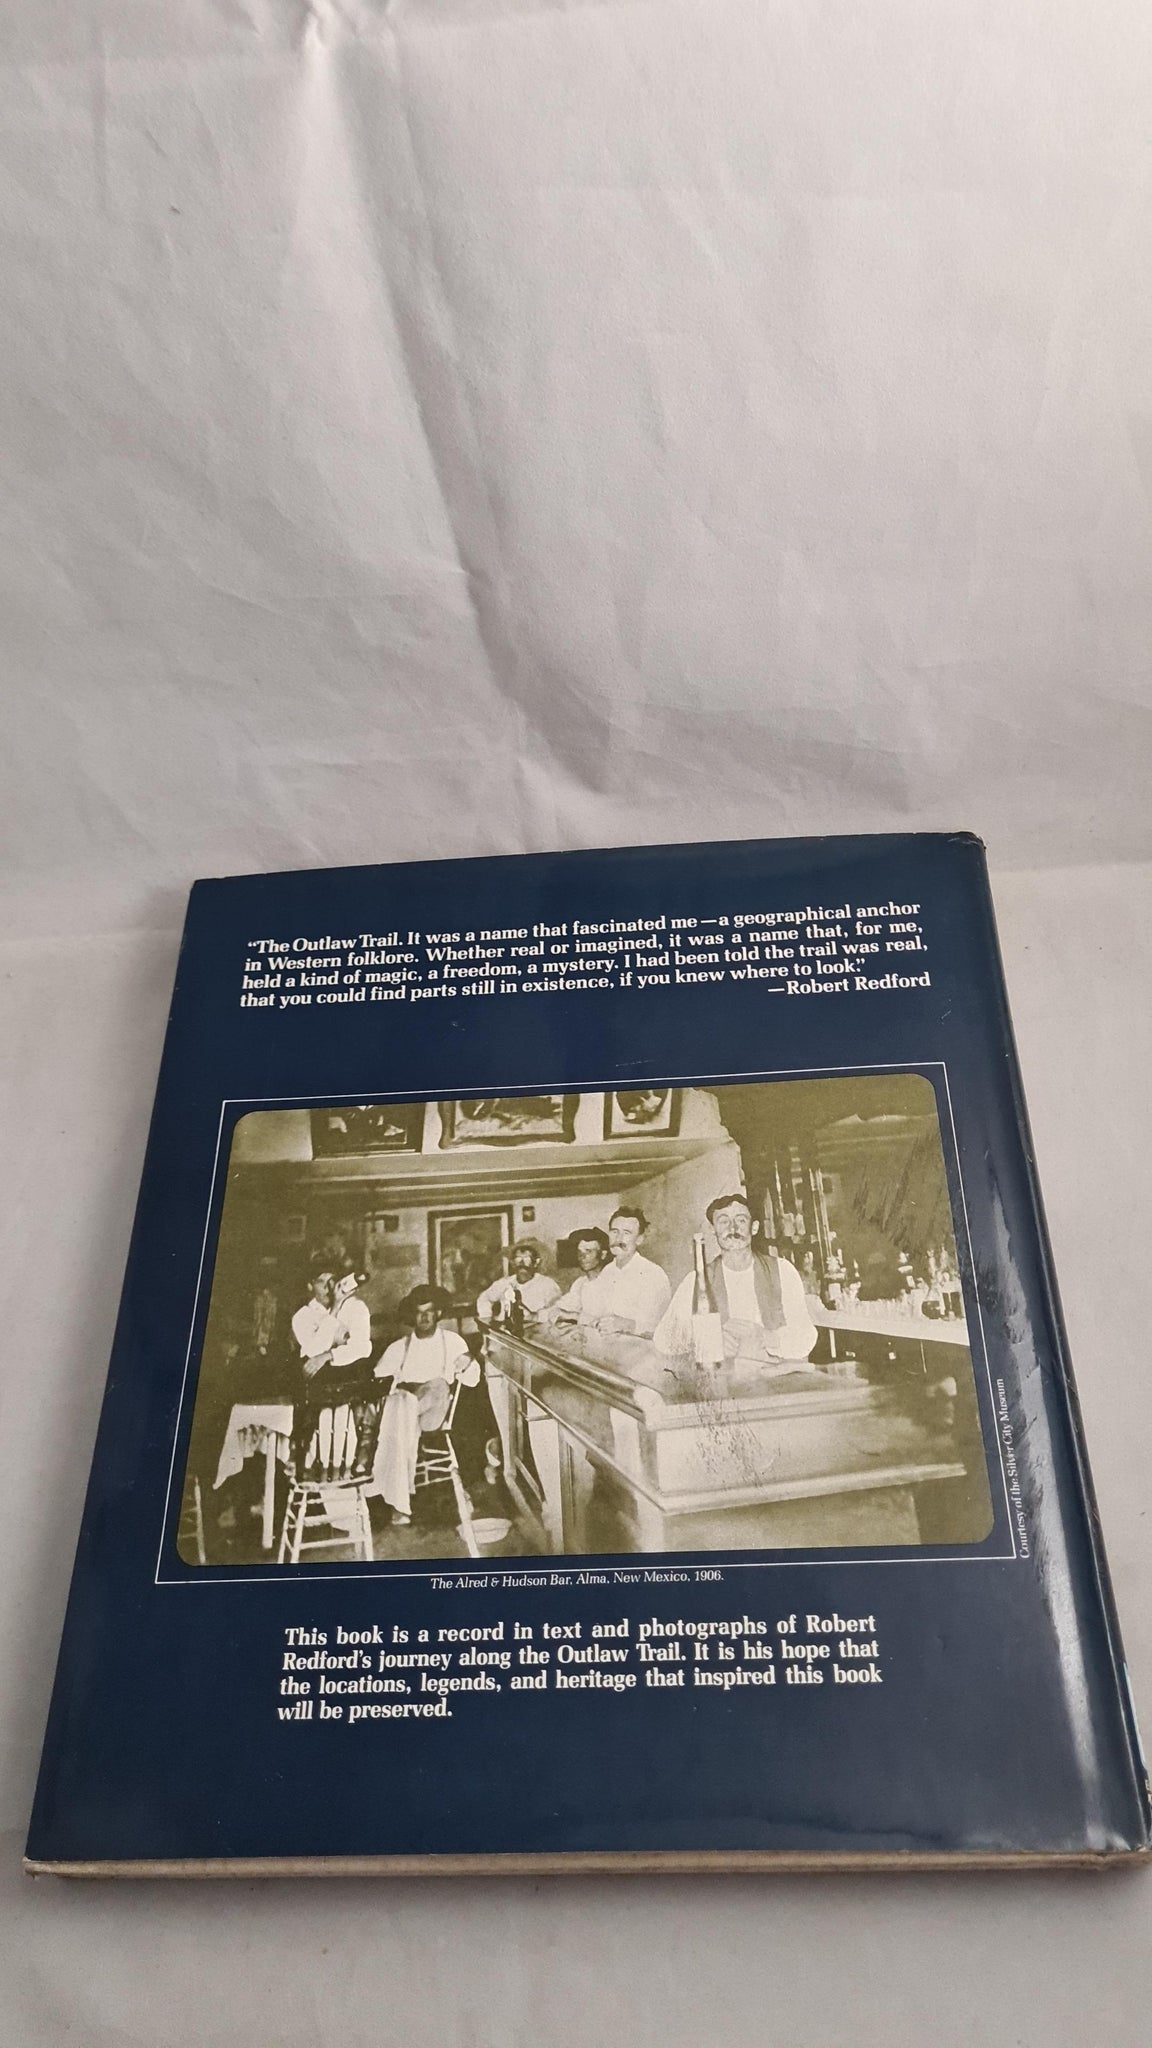 “The Outlaw Trail. It was a name that fascinated me—a geographical anchor
in Western folklore. Whether real or imagined, it was a name that, for me,
held a kind of magic, a freedom, a mystery. I had been told the trail was real,
that you could find parts still in existence, if you knew where to look.”
—Robert Redford
Courtesy of the Silver City Museum
The Alred & Hudson Bar, Alma, New Mexico, 1906.
This book is a record in text and photographs of Robert
Redford's journey along the Outlaw Trail. It is his hope that
the locations, legends, and heritage that inspired this book
will be preserved.